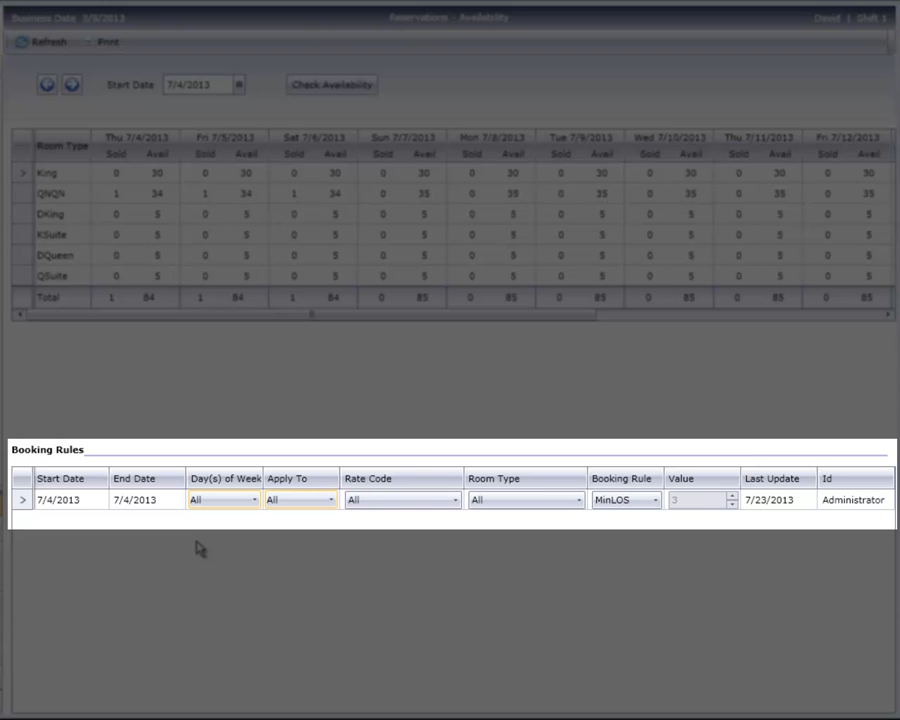 Business Date 3/9/2013 Reservations - Availability David | Shift 1
Refresh Print
Start Date 7/4/2013 Check Availability
Room Type Thu 7/4/2013 Fri 7/5/2013 Sat 7/6/2013 Sun 7/7/2013 Mon 7/8/2013 Tue 7/9/2013 Wed 7/10/2013 Thu 7/11/2013 Fri 7/12/2013
Sold Avail Sold Avail Sold Avail Sold Avail Sold Avail Sold Avail Sold Avail Sold Avail Sold Avail
King 0 30 0 30 0 30 0 30 0 30 0 30 0 30 0 30 0 30
QNQN 1 34 1 34 1 34 0 35 0 35 0 35 0 35 0 35 0 35
DKing 0 5 0 5 0 5 0 5 0 5 0 5 0 5 0 5 0 5
KSuite 0 5 0 5 0 5 0 5 0 5 0 5 0 5 0 5 0 5
DQueen 0 5 0 5 0 5 0 5 0 5 0 5 0 5 0 5 0 5
QSuite 0 5 0 5 0 5 0 5 0 5 0 5 0 5 0 5 0 5
Total 1 84 1 84 1 84 0 85 0 85 0 85 0 85 0 85 0 85
Booking Rules
Start Date End Date Day(s) of Week Apply To Rate Code Room Type Booking Rule Value Last Update Id
7/4/2013 7/4/2013 All All All All MinLOS 3 7/23/2013 Administrator